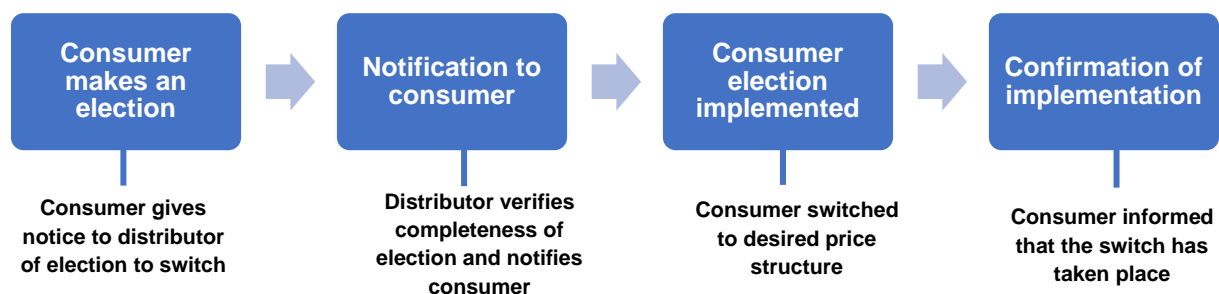 Consumer
makes an
election
Notification to
consumer
Consumer
election
implemented
Confirmation of
implementation
Consumer gives
notice to distributor
of election to switch
Distributor verifies
completeness of
election and notifies
consumer
Consumer switched
to desired price
structure
Consumer informed
that the switch has
taken place